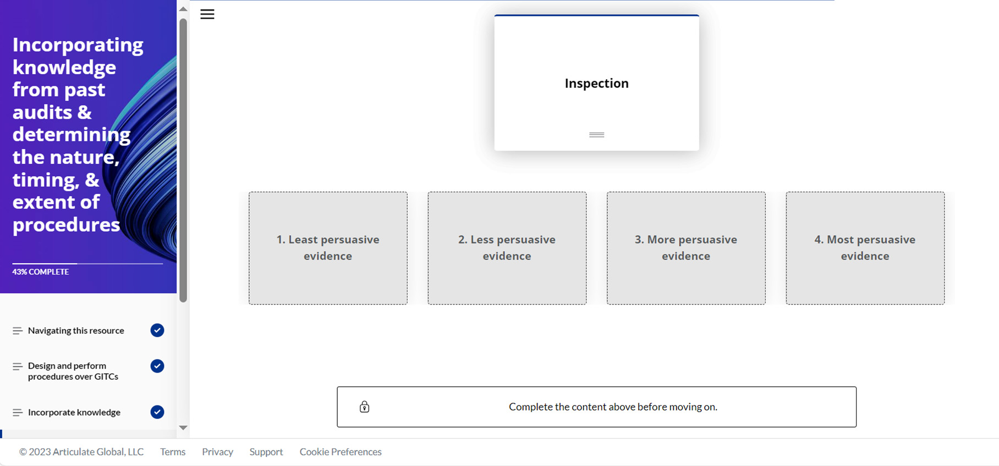 Incorporating
knowledge
from past
audits &
determining
the nature,
timing, &
extent of
procedures
43% COMPLETE
Navigating this resource
Design and perform
procedures over GITCs
Incorporate knowledge
Inspection
1. Least persuasive
evidence
2. Less persuasive
evidence
3. More persuasive
evidence
4. Most persuasive
evidence
Complete the content above before moving on.
© 2023 Articulate Global, LLC Terms Privacy Support Cookie Preferences